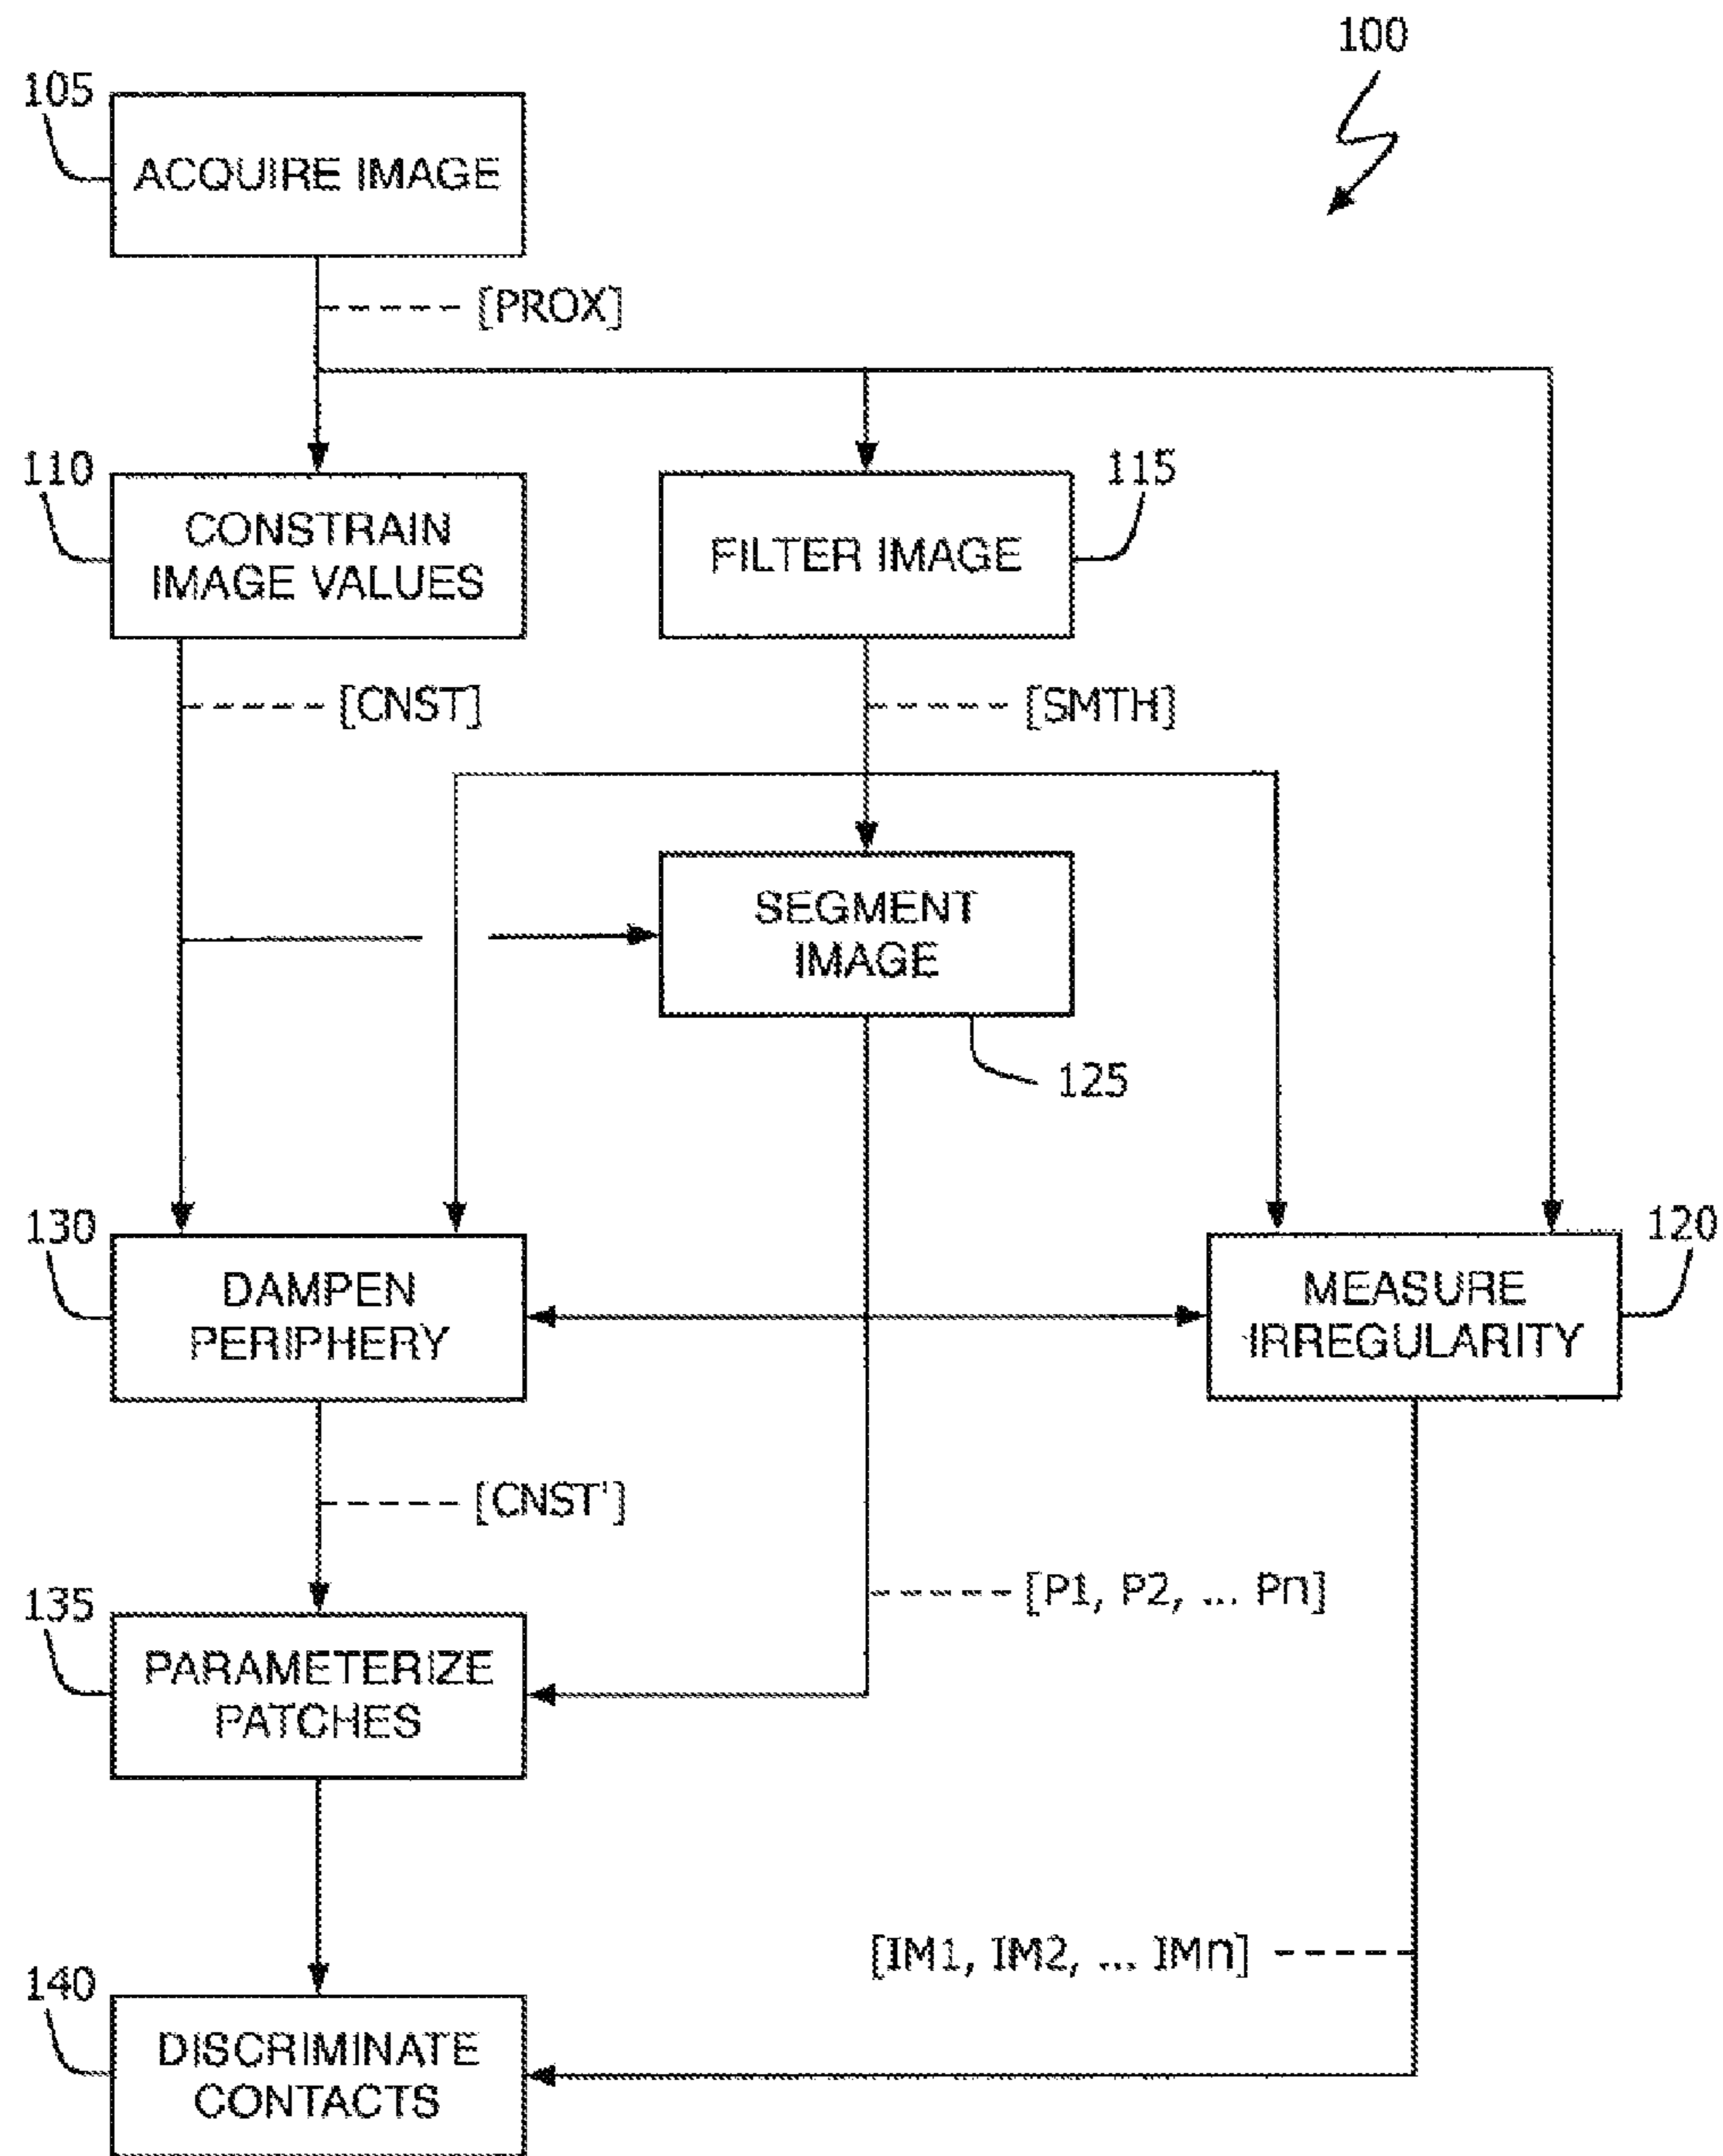 100
105
ACQUIRE IMAGE
[PROX]
110
CONSTRAIN
IMAGE VALUES
115
FILTER IMAGE
[CNST]
[SMTH]
SEGMENT
IMAGE
125
130
DAMPEN
PERIPHERY
120
MEASURE
IRREGULARITY
[CNST']
[P1, P2, ... Pn]
135
PARAMETERIZE
PATCHES
[IM1, IM2, ... IMn]
140
DISCRIMINATE
CONTACTS